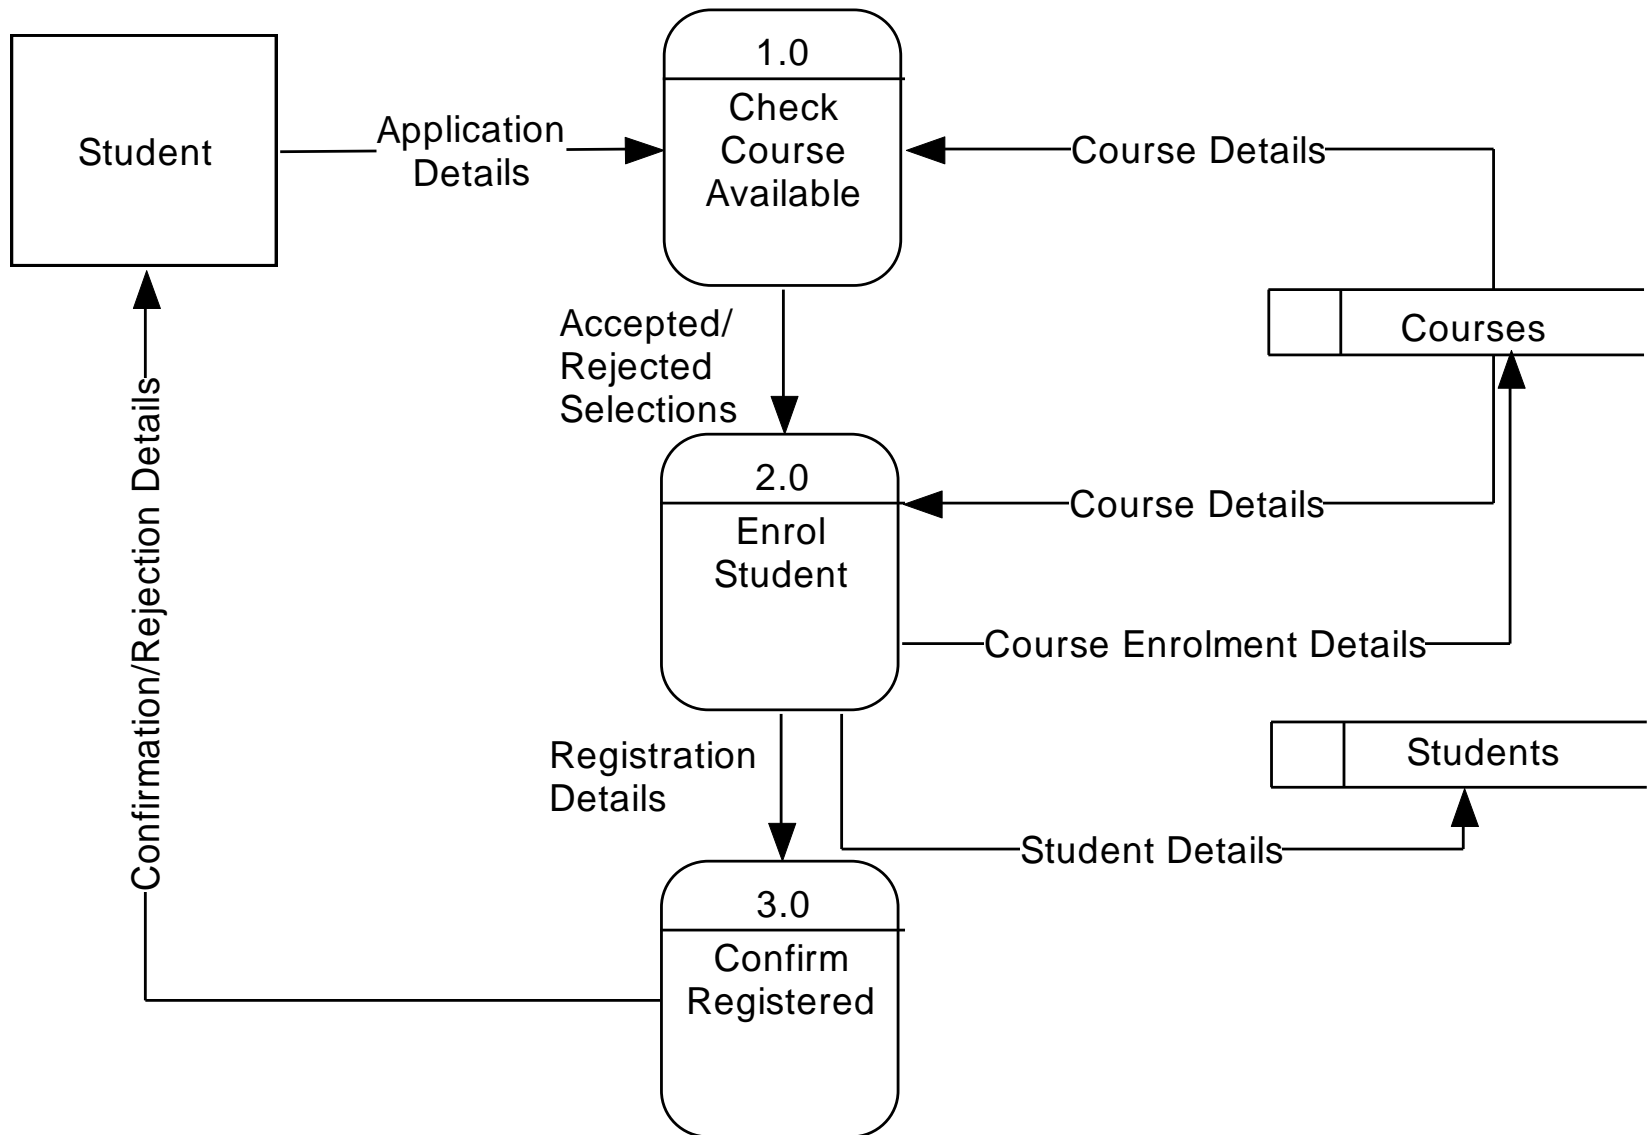 1.0
Check
Course
Available
Student
Application
Details
Course Details
Accepted/
Rejected
Selections
Courses
Confirmation/Rejection Details
2.0
Enrol
Student
Course Details
Course Enrolment Details
Registration
Details
Students
Student Details
3.0
Confirm
Registered